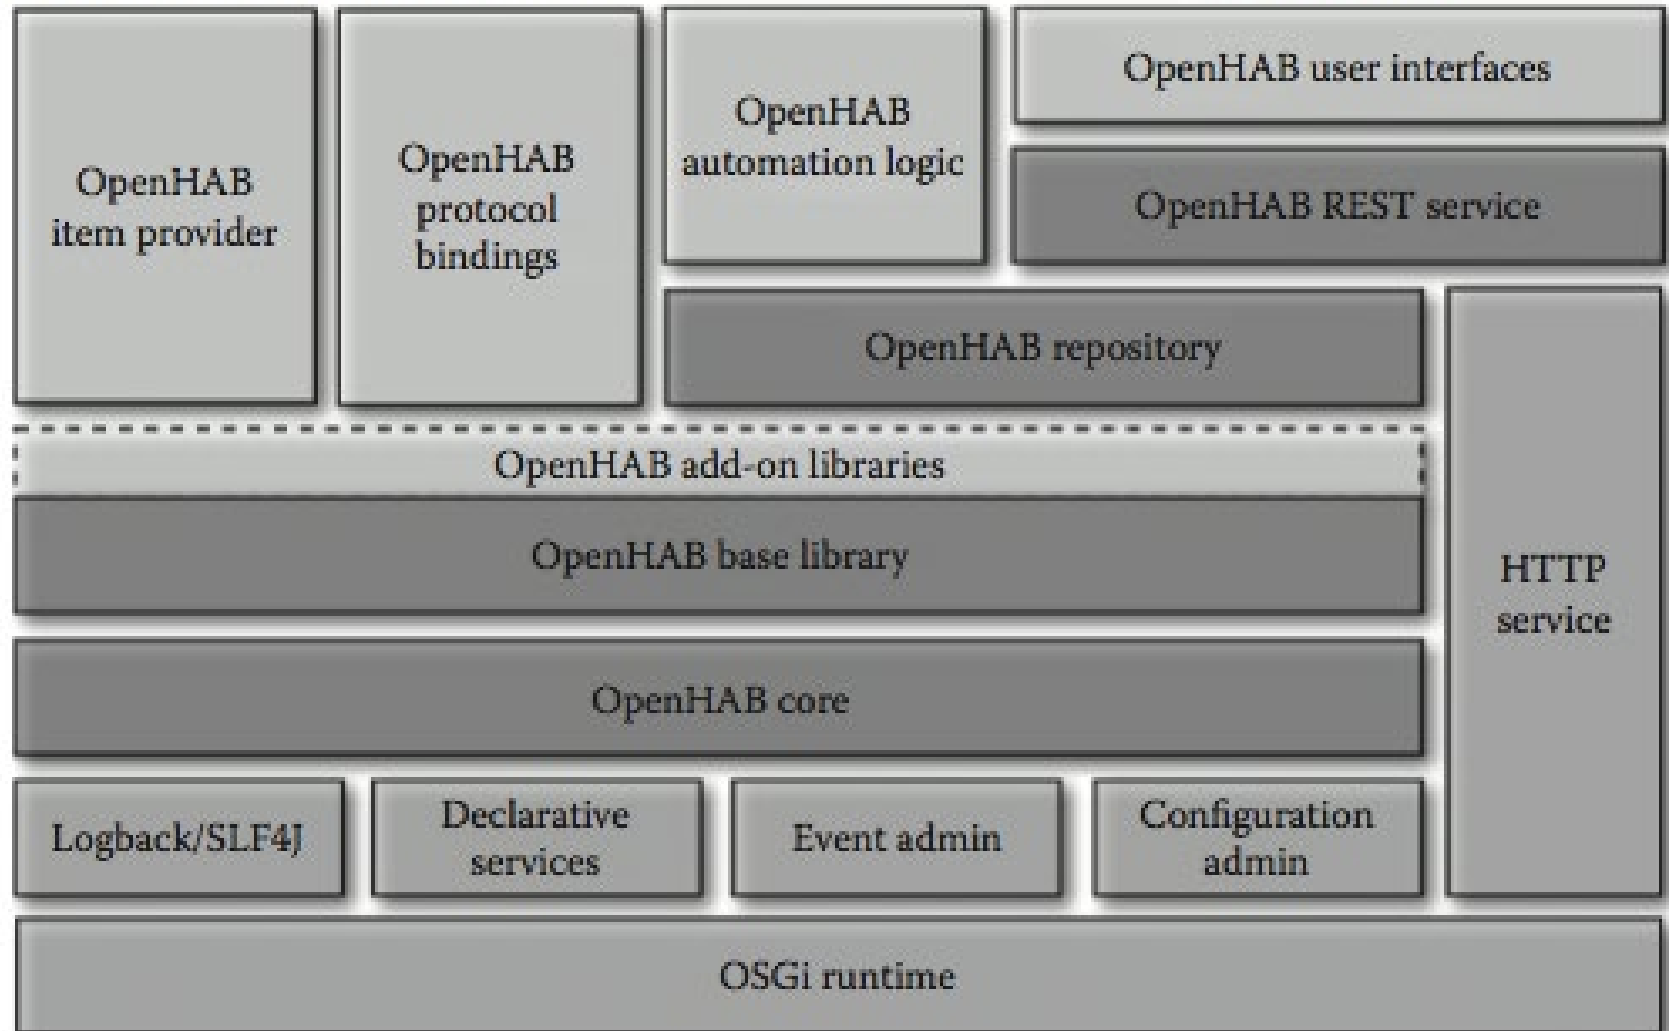 OpenHAB
item provider
OpenHAB
protocol
bindings
OpenHAB
automation logic
OpenHAB user interfaces
OpenHAB REST service
OpenHAB repository
OpenHAB add-on libraries
OpenHAB base library
HTTP
service
OpenHAB core
Logback/SLF4J
Declarative
services
Event admin
Configuration
admin
OSGi runtime